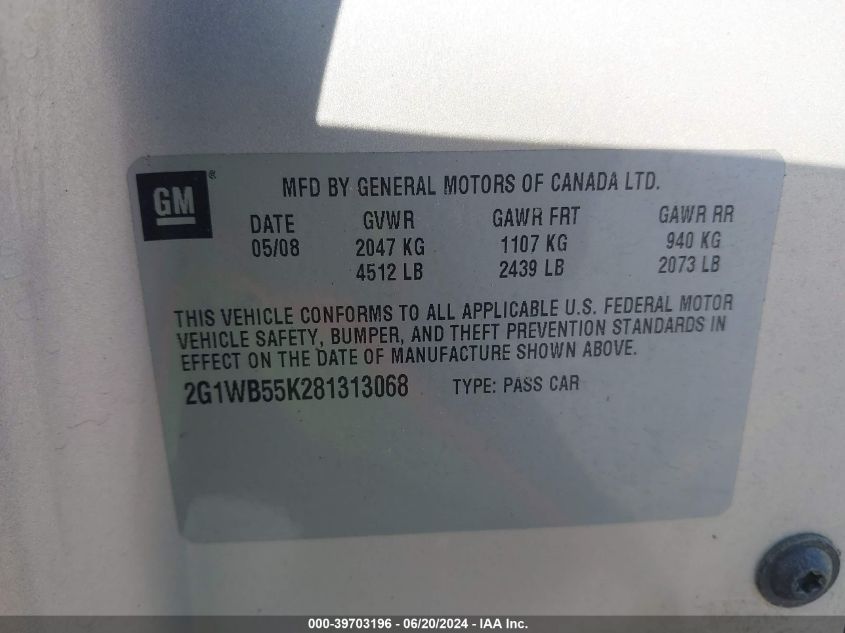 GM®
MFD BY GENERAL MOTORS OF CANADA LTD.
DATE GVWR GAWR FRT GAWR RR
05/08 2047 KG 1107 KG 940 KG
4512 LB 2439 LB 2073 LB
THIS VEHICLE CONFORMS TO ALL APPLICABLE U.S. FEDERAL MOTOR
VEHICLE SAFETY, BUMPER, AND THEFT PREVENTION STANDARDS IN
EFFECT ON THE DATE OF MANUFACTURE SHOWN ABOVE.
2G1WB55K281313068 TYPE: PASS CAR
000-39703196 - 06/20/2024 - IAA Inc.